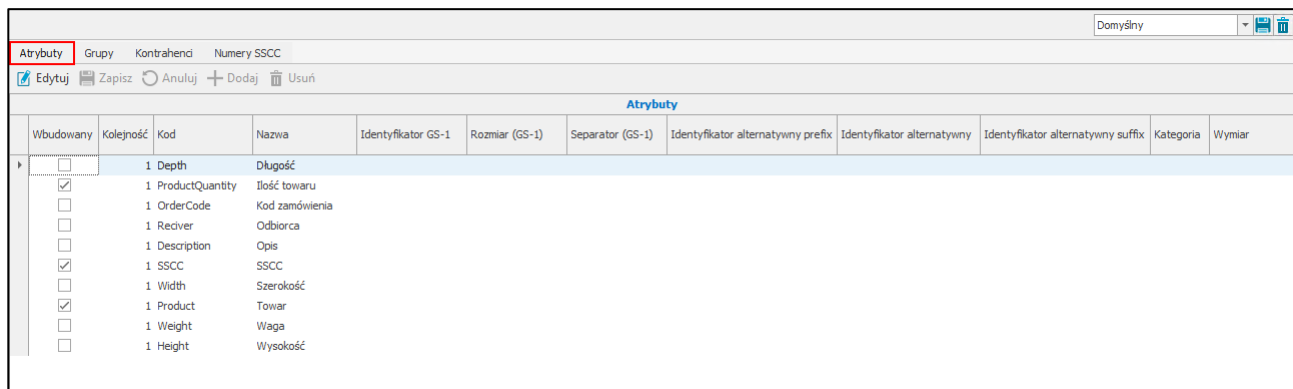 Domyślny
Atrybuty Grupy Kontrahenci Numery SSCC
Edytuj Zapisz Anuluj Dodaj Usuń
Atrybuty
Wbudowany Kolejność Kod Nazwa Identyfikator GS-1 Rozmiar (GS-1) Separator (GS-1) Identyfikator alternatywny prefix Identyfikator alternatywny Identyfikator alternatywny suffix Kategoria Wymiar
1 Depth Długość
1 ProductQuantity Ilość towaru
1 OrderCode Kod zamówienia
1 Reciver Odbiorca
1 Description Opis
1 SSCC SSCC
1 Width Szerokość
1 Product Towar
1 Weight Waga
1 Height Wysokość